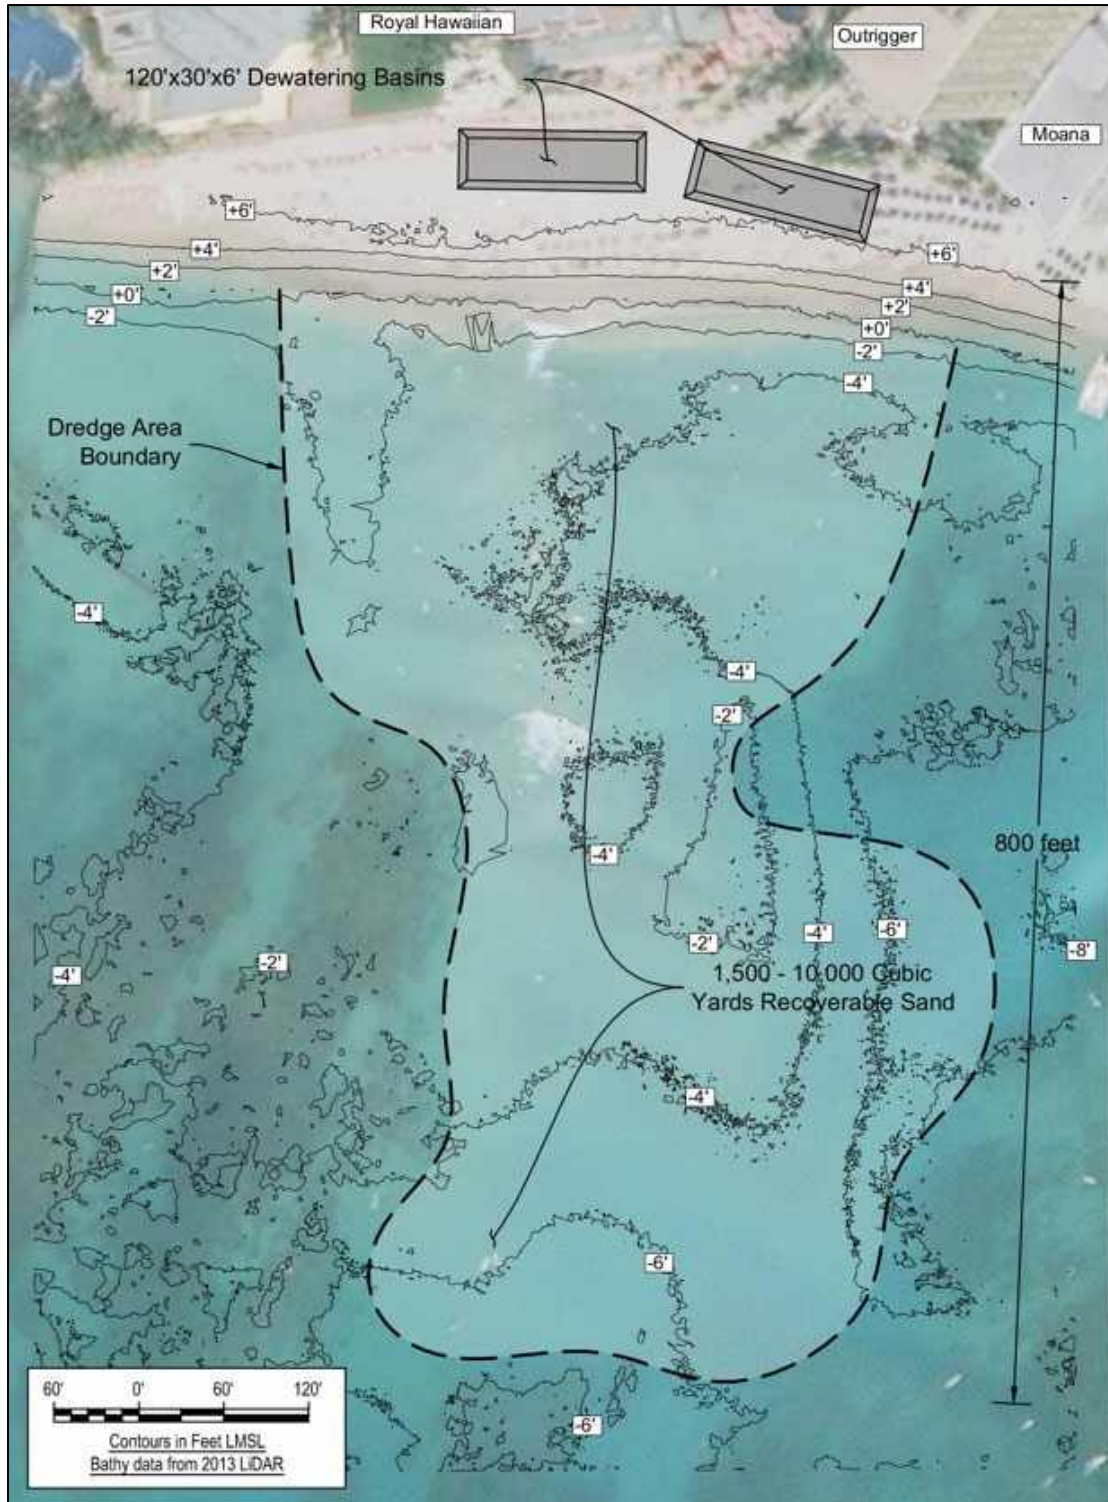 Royal Hawaiian
Outrigger
120'x30'x6' Dewatering Basins
Moana
+6'
+6'
+4'
+2'
+4'
+0'
+2'
-2'
+0'
-2'
-4'
Dredge Area
Boundary
-4'
-4'
-2'
800 feet
-4'
-4'
-6'
-2'
-8'
-2'
-4'
1,500 - 10,000 Cubic
Yards Recoverable Sand
-4'
-6'
60' 0' 60' 120'
-6'
Contours in Feet LMSL
Bathy data from 2013 LiDAR